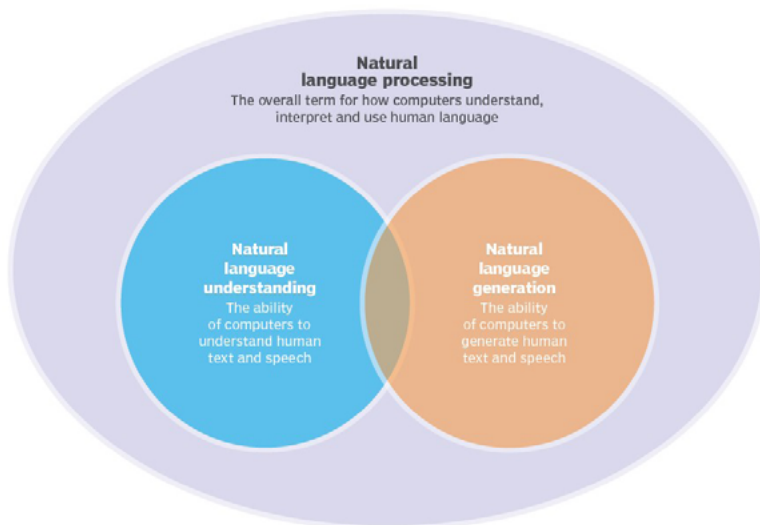 Natural
language processing
The overall term for how computers understand,
interpret and use human language
Natural
language
understanding
The ability
of computers to
understand human
text and speech
Natural
language
generation
The ability
of computers to
generate human
text and speech